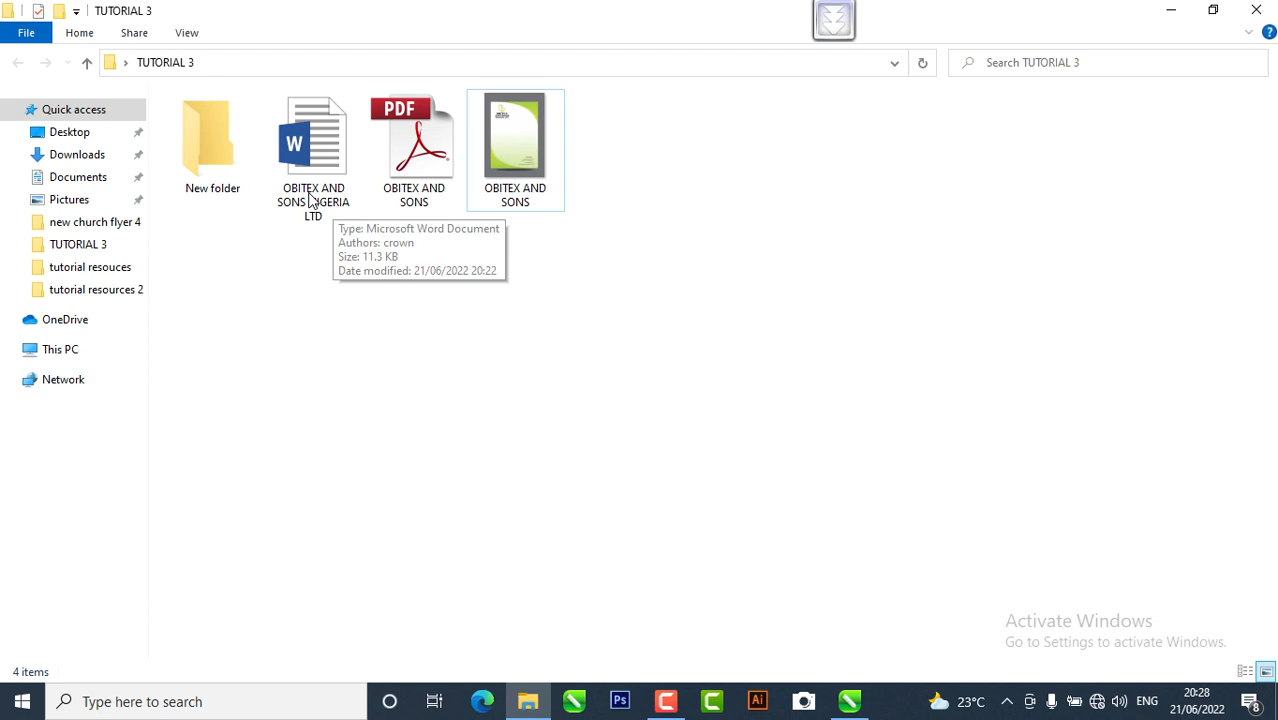 TUTORIAL 3
File Home Share View
TUTORIAL 3
Search TUTORIAL 3
Quick access
Desktop
Downloads
Documents
Pictures
new church flyer 4
TUTORIAL 3
tutorial resouces
tutorial resources 2
OneDrive
This PC
Network
New folder
W
OBITEX AND
SONS NIGERIA
LTD
PDF
OBITEX AND
SONS
OBITEX AND
SONS
Type: Microsoft Word Document
Authors: crown
Size: 11.3 KB
Date modified: 21/06/2022 20:22
Activate Windows
Go to Settings to activate Windows.
4 items
Type here to search
Ps
C
C
Ai
23°C
ENG
20:28
21/06/2022
8